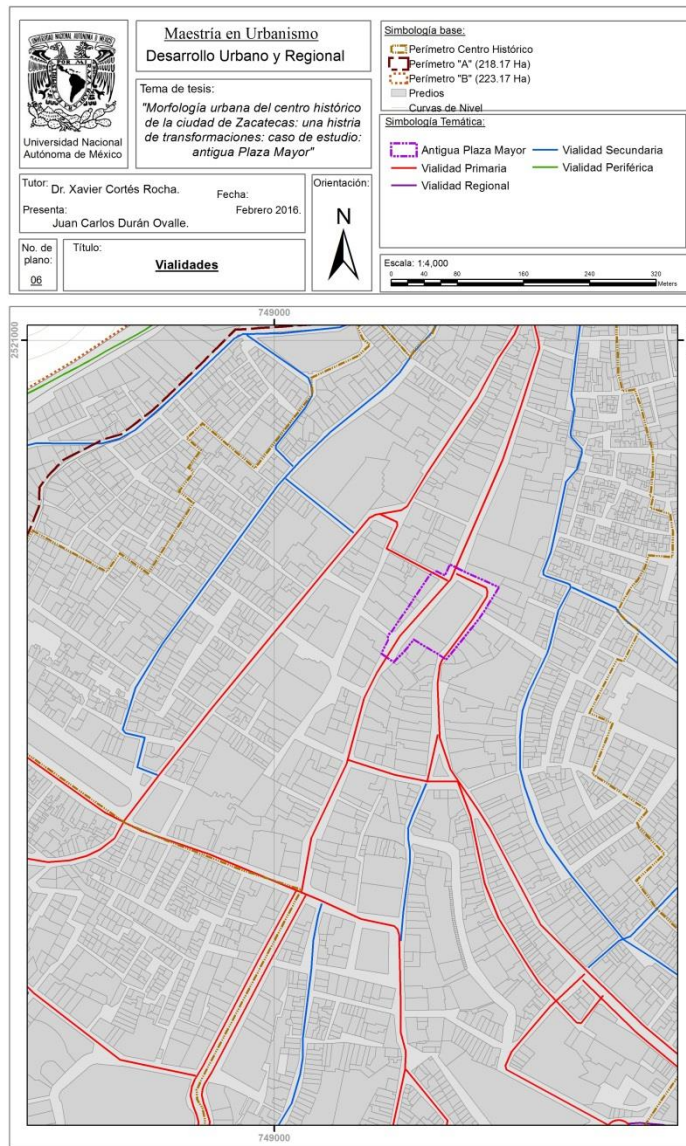 Universidad Nacional
Autónoma de México
Maestría en Urbanismo
Desarrollo Urbano y Regional
Tema de tesis:
"Morfología urbana del centro histórico
de la ciudad de Zacatecas: una histria
de transformaciones: caso de estudio:
antigua Plaza Mayor"
Tutor: Dr. Xavier Cortés Rocha.
Fecha:
Presenta:
Febrero 2016.
Juan Carlos Durán Ovalle.
Orientación:
N
No. de
plano:
06
Título:
Vialidades
Simbología base:
Perímetro Centro Histórico
Perímetro "A" (218.17 Ha)
Perímetro "B" (223.17 Ha)
Predios
Curvas de Nivel
Simbología Temática:
Antigua Plaza Mayor
Vialidad Primaria
Vialidad Regional
Vialidad Secundaria
Vialidad Periférica
Escala: 1:4,000
0 40 80 160 240 320
Meters
749000
2521000
749000